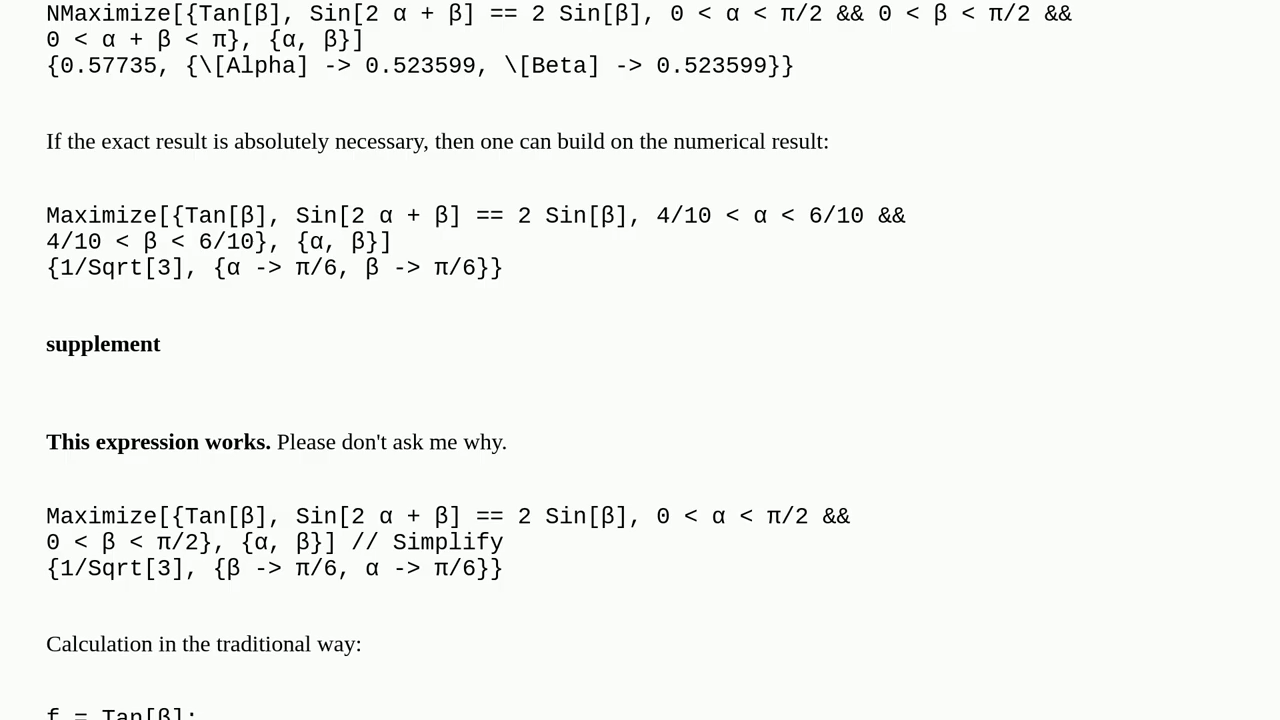 NMaximize[{Tan[β], Sin[2 α + β] == 2 Sin[β], 0 < α < π/2 && 0 < β < π/2 &&
0 < α + β < π}, {α, β}]
{0.57735, {\[Alpha] -> 0.523599, \[Beta] -> 0.523599}}
If the exact result is absolutely necessary, then one can build on the numerical result:
Maximize[{Tan[β], Sin[2 α + β] == 2 Sin[β], 4/10 < α < 6/10 &&
4/10 < β < 6/10}, {α, β}]
{1/Sqrt[3], {α -> π/6, β -> π/6}}
supplement
This expression works. Please don't ask me why.
Maximize[{Tan[β], Sin[2 α + β] == 2 Sin[β], 0 < α < π/2 &&
0 < β < π/2}, {α, β}] // Simplify
{1/Sqrt[3], {β -> π/6, α -> π/6}}
Calculation in the traditional way:
f = Tan[β];